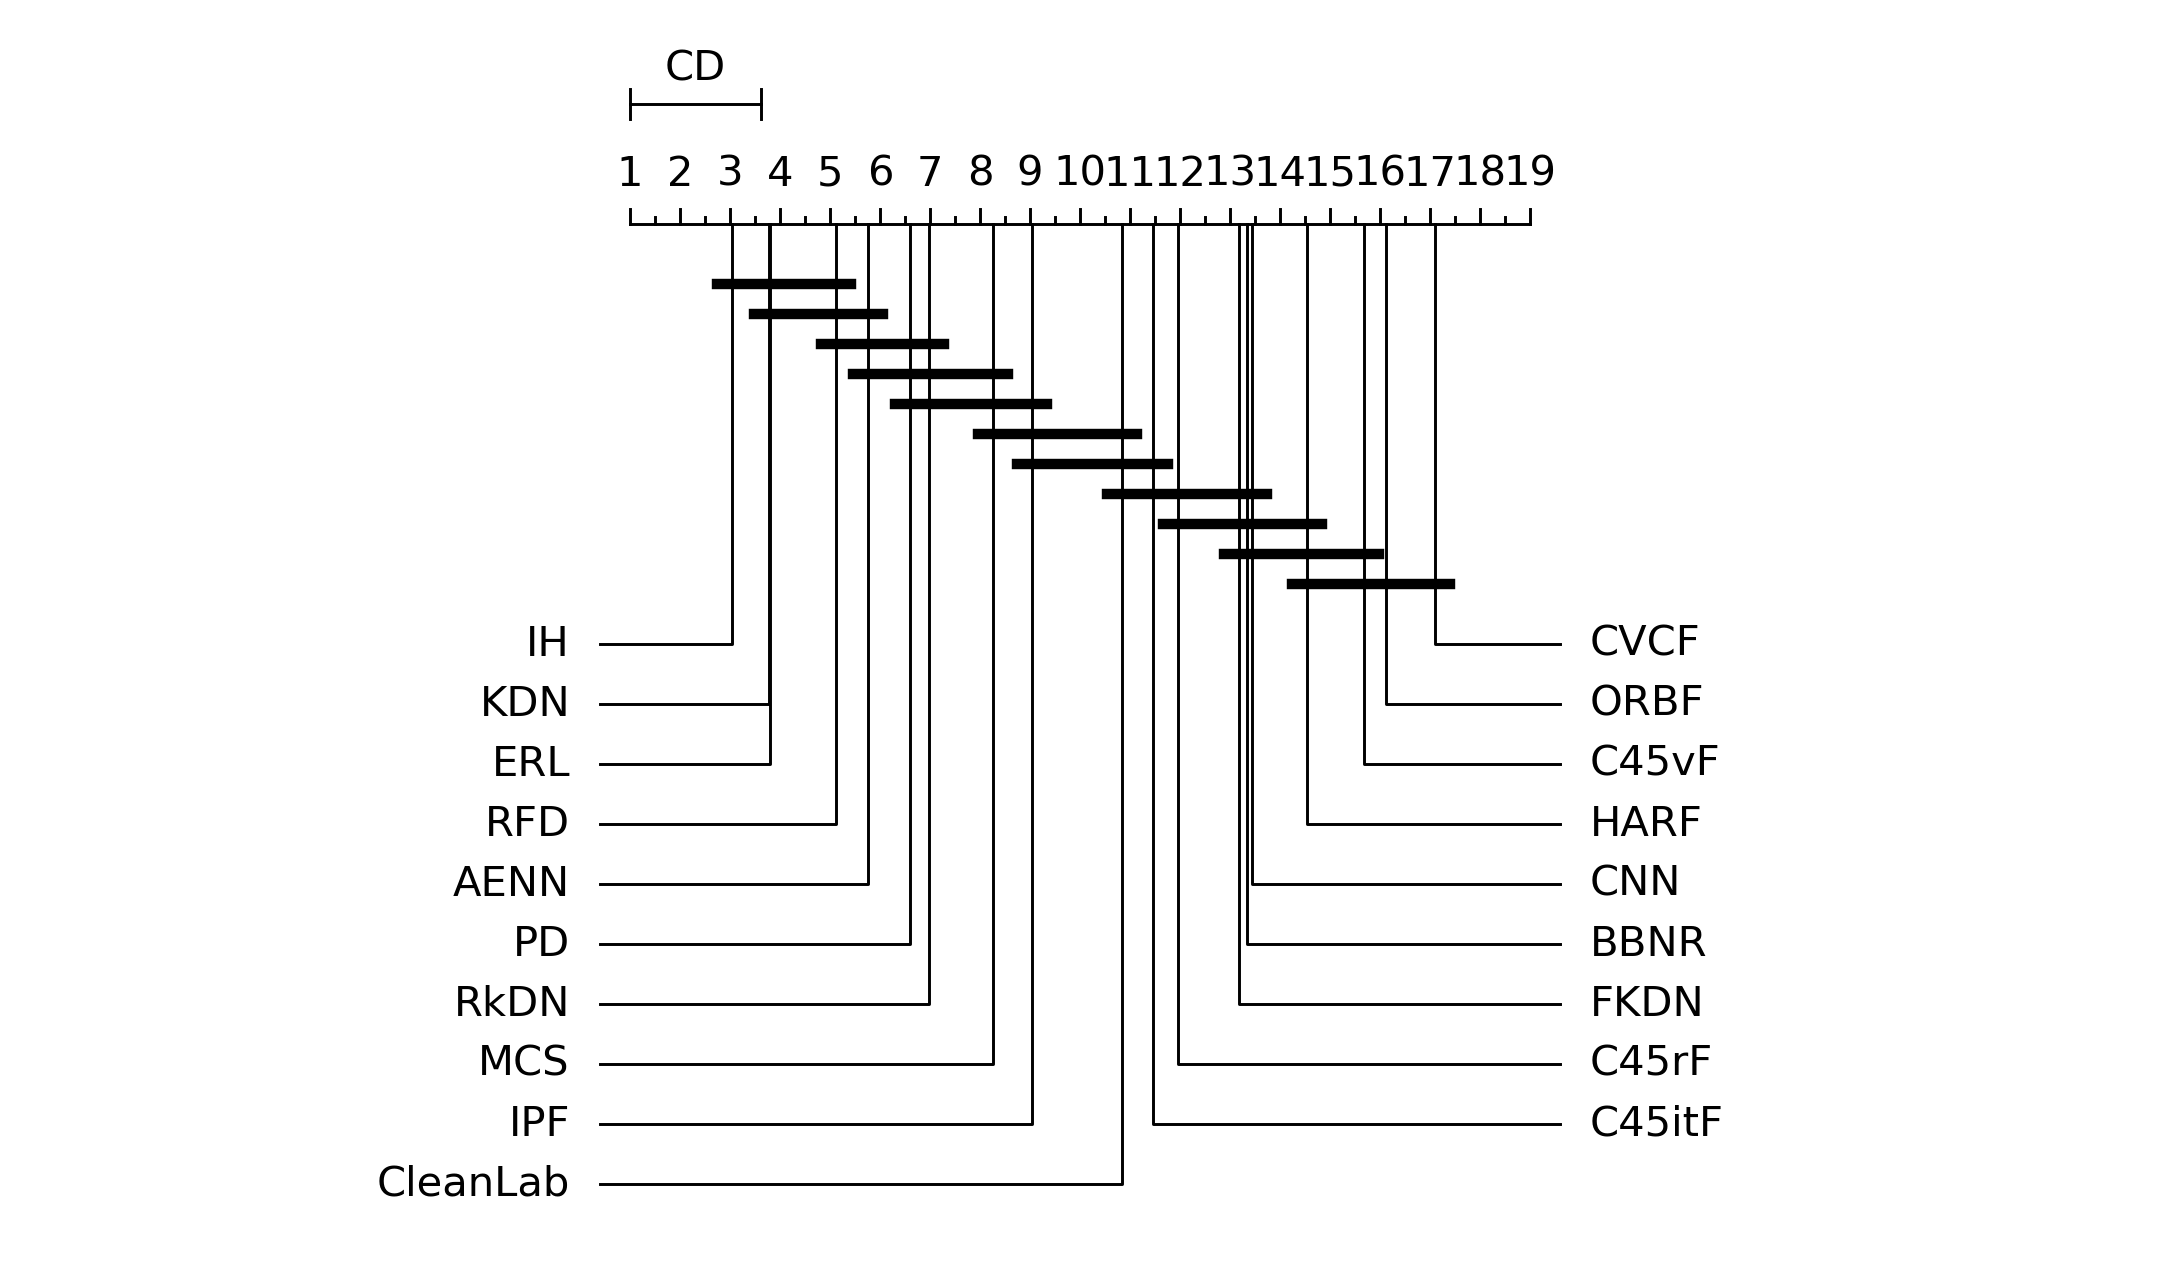 CD
1 2 3 4 5 6 7 8 9 10 11 12 13 14 15 16 17 18 19
IH
KDN
ERL
RFD
AENN
PD
RkDN
MCS
IPF
CleanLab
CVCF
ORBF
C45vF
HARF
CNN
BBNR
FKDN
C45rF
C45itF